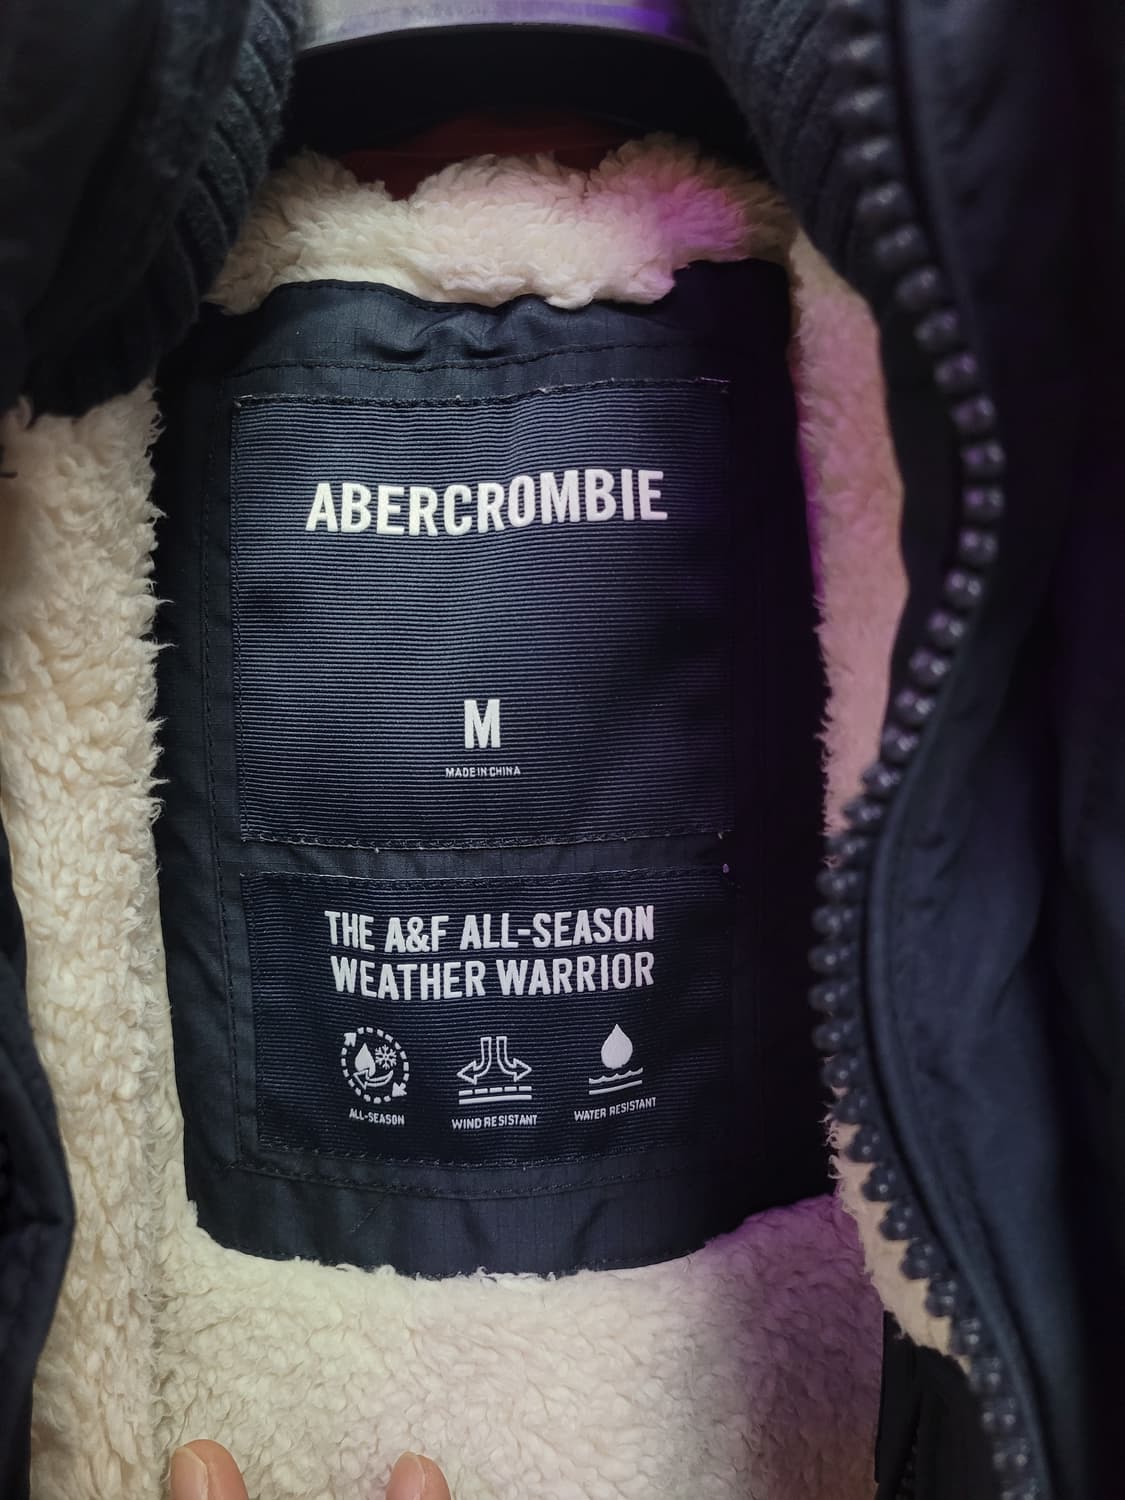 ABERCROMBIE
M
MADE IN CHINA
THE A&F ALL-SEASON
WEATHER WARRIOR
ALL-SEASON WIND RESISTANT WATER RESISTANT